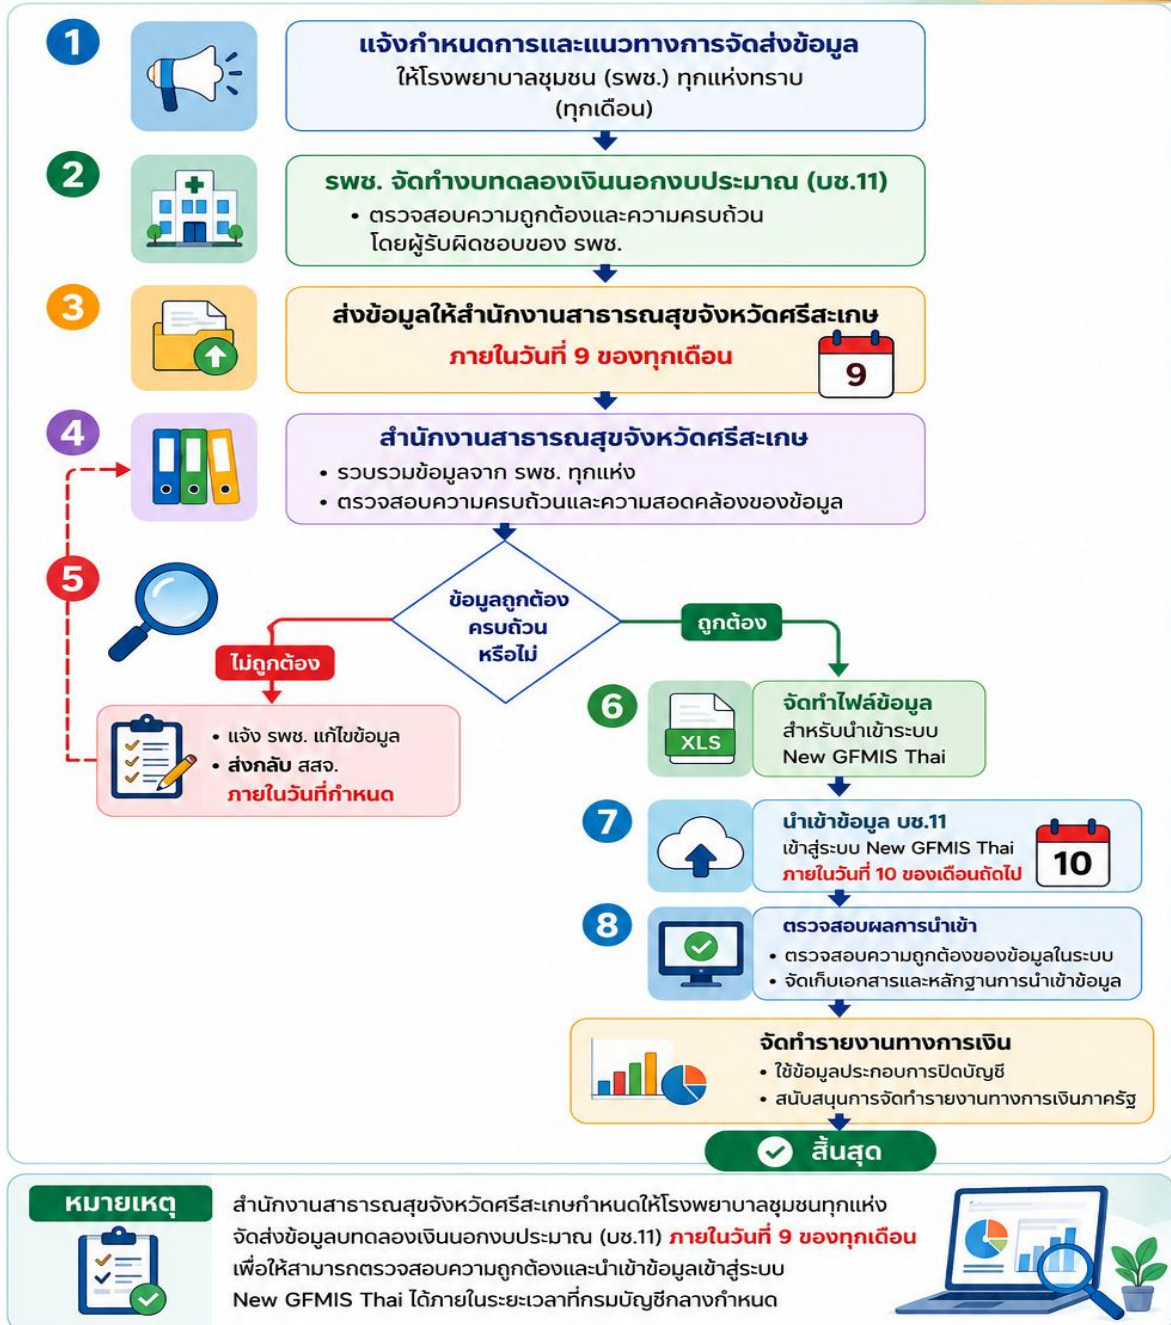 1
แจ้งกำหนดการและแนวทางการจัดส่งข้อมูล
ให้โรงพยาบาลชุมชน (รพช.) ทุกแห่งทราบ
(ทุกเดือน)
2
รพช. จัดทำงบทดลองเงินนอกงบประมาณ (บช.11)
• ตรวจสอบความถูกต้องและความครบถ้วน
โดยผู้รับผิดชอบของ รพช.
3
ส่งข้อมูลให้สำนักงานสาธารณสุขจังหวัดศรีสะเกษ
ภายในวันที่ 9 ของทุกเดือน
9
4
สำนักงานสาธารณสุขจังหวัดศรีสะเกษ
• รวบรวมข้อมูลจาก รพช. ทุกแห่ง
• ตรวจสอบความครบถ้วนและความสอดคล้องของข้อมูล
5
ข้อมูลถูกต้อง
ครบถ้วน
หรือไม่
ไม่ถูกต้อง
ถูกต้อง
• แจ้ง รพช. แก้ไขข้อมูล
• ส่งกลับ สสจ.
ภายในวันที่กำหนด
6
XLS
จัดทำไฟล์ข้อมูล
สำหรับนำเข้าระบบ
New GFMIS Thai
7
นำเข้าข้อมูล บช.11
เข้าสู่ระบบ New GFMIS Thai
ภายในวันที่ 10 ของเดือนถัดไป
10
8
ตรวจสอบผลการนำเข้า
• ตรวจสอบความถูกต้องของข้อมูลในระบบ
• จัดเก็บเอกสารและหลักฐานการนำเข้าข้อมูล
จัดทำรายงานทางการเงิน
• ใช้ข้อมูลประกอบการปิดบัญชี
• สนับสนุนการจัดทำรายงานทางการเงินภาครัฐ
สิ้นสุด
หมายเหตุ
สำนักงานสาธารณสุขจังหวัดศรีสะเกษกำหนดให้โรงพยาบาลชุมชนทุกแห่ง
จัดส่งข้อมูลบทดลองเงินนอกงบประมาณ (บช.11) ภายในวันที่ 9 ของทุกเดือน
เพื่อให้สามารถตรวจสอบความถูกต้องและนำเข้าข้อมูลเข้าสู่ระบบ
New GFMIS Thai ได้ภายในระยะเวลาที่กรมบัญชีกลางกำหนด